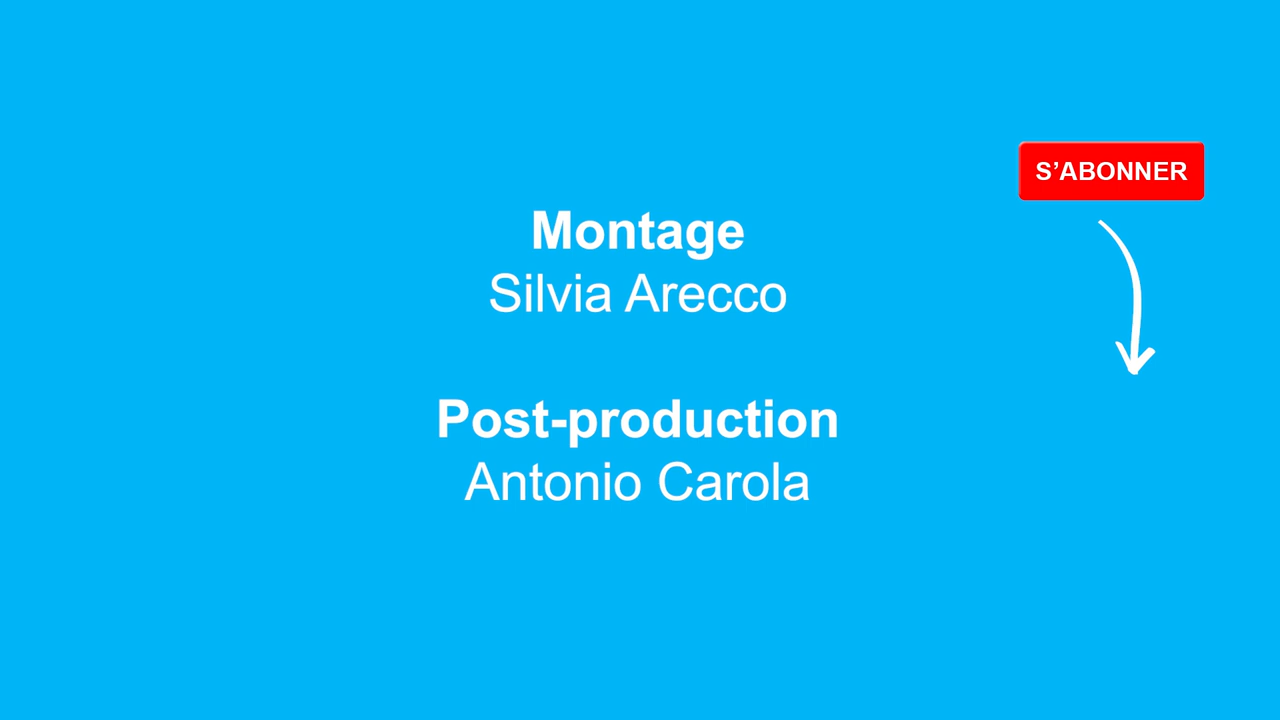 S’ABONNER
Montage
Silvia Arecco
Post-production
Antonio Carola